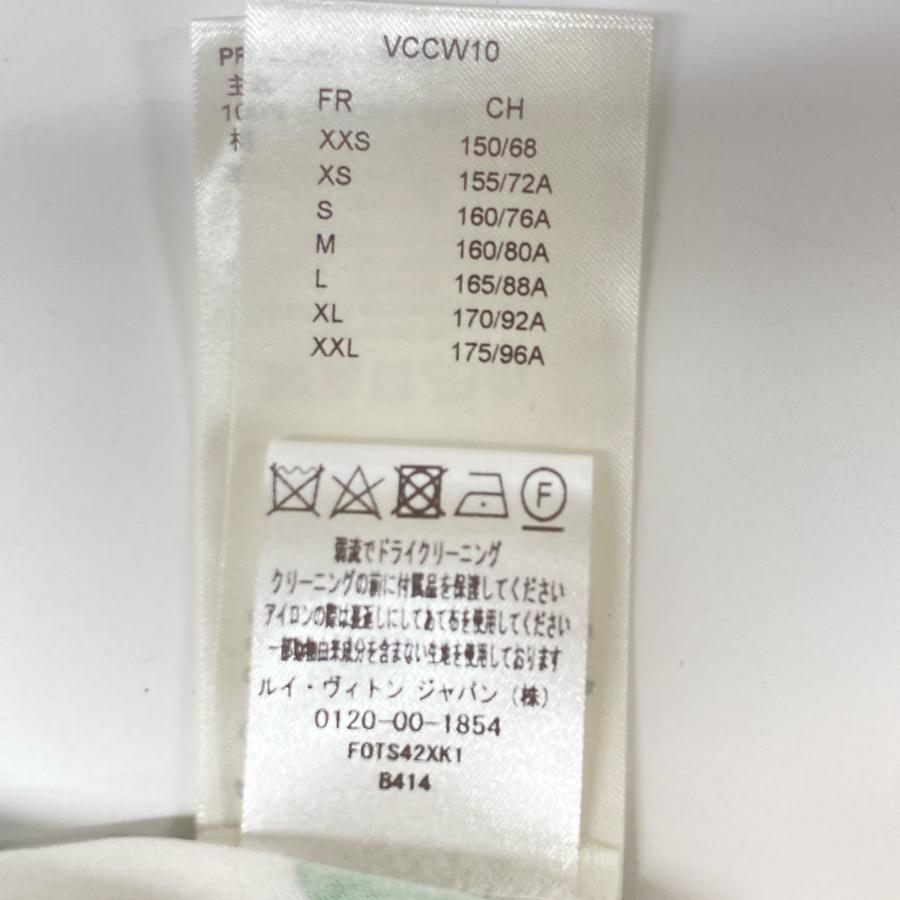 VCCW10
FR CH
XXS 150/68
XS 155/72A
S 160/76A
M 160/80A
L 165/88A
XL 170/92A
XXL 175/96A
F
弱流でドライクリーニング
クリーニングの前に付属品を保護してください
アイロンの際は裏返しにしてあて布を使用してください
一部動物由来成分を含まない生地を使用しております
ルイ・ヴィトン ジャパン（株）
0120-00-1854
F0TS42XK1
B414